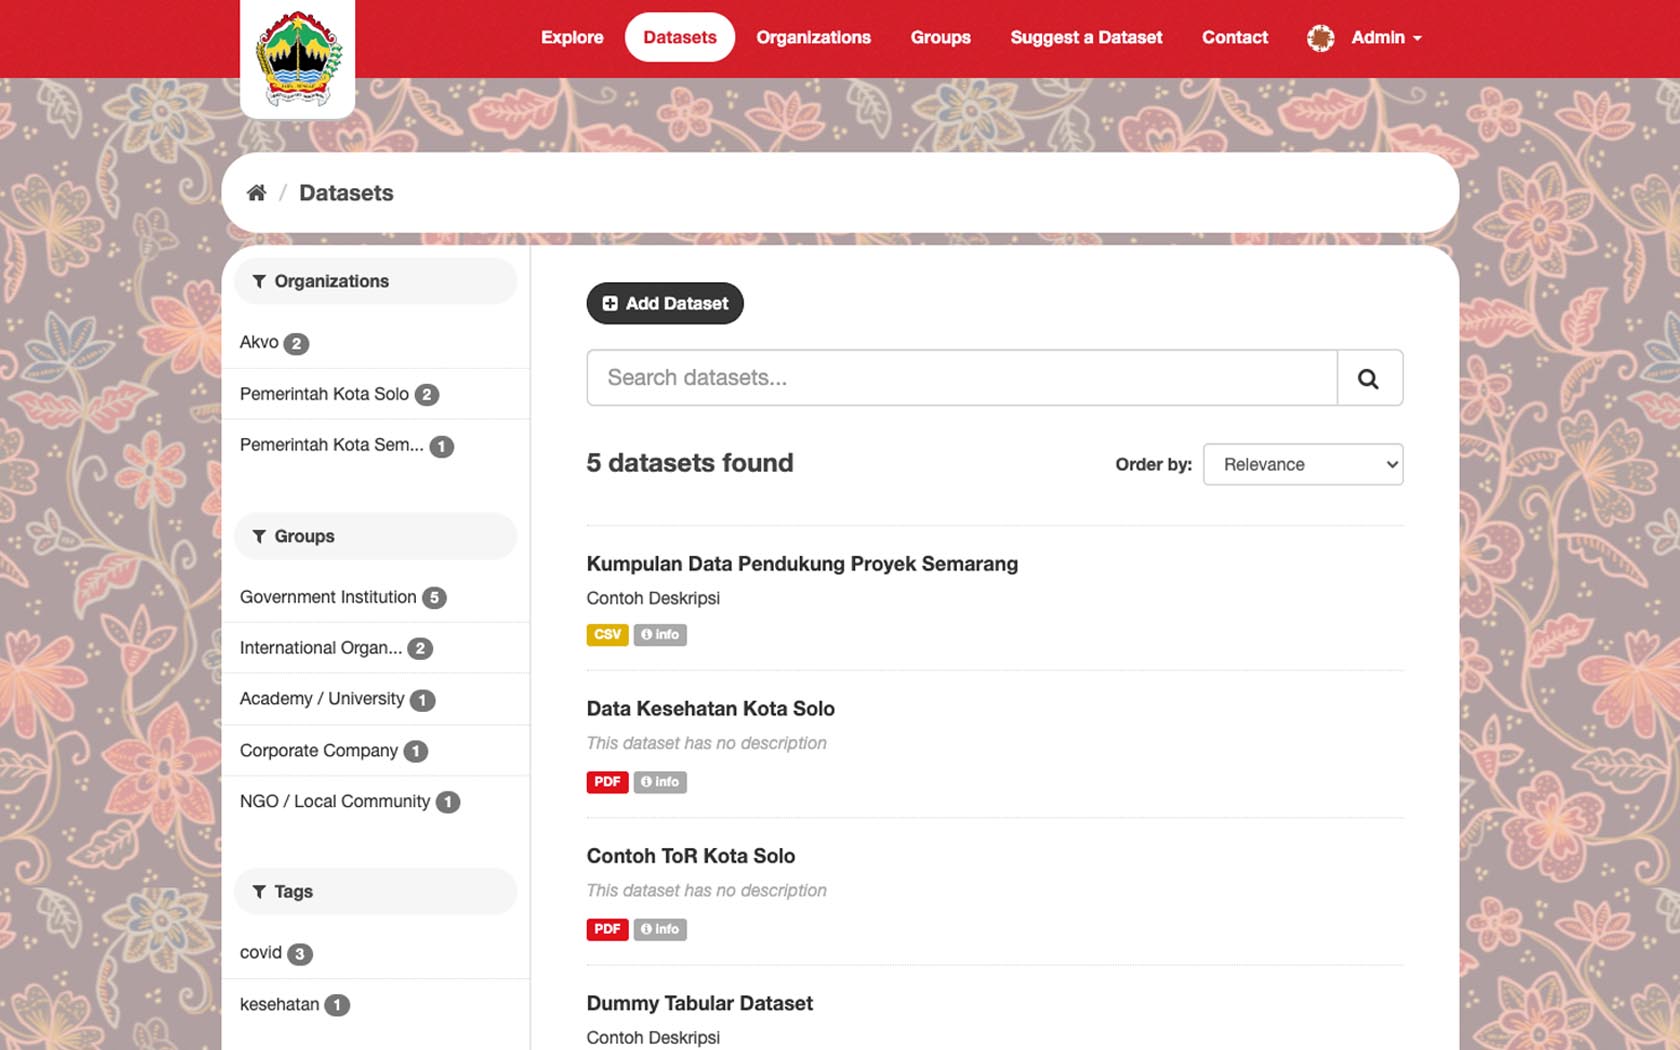 Explore
Datasets
Organizations
Groups
Suggest a Dataset
Contact
Admin
/ Datasets
Organizations
Akvo 2
Pemerintah Kota Solo 2
Pemerintah Kota Sem... 1
Groups
Government Institution 5
International Organ... 2
Academy / University 1
Corporate Company 1
NGO / Local Community 1
Tags
covid 3
kesehatan 1
Add Dataset
Search datasets...
5 datasets found
Order by: Relevance
Kumpulan Data Pendukung Proyek Semarang
Contoh Deskripsi
CSV info
Data Kesehatan Kota Solo
This dataset has no description
PDF info
Contoh ToR Kota Solo
This dataset has no description
PDF info
Dummy Tabular Dataset
Contoh Deskripsi